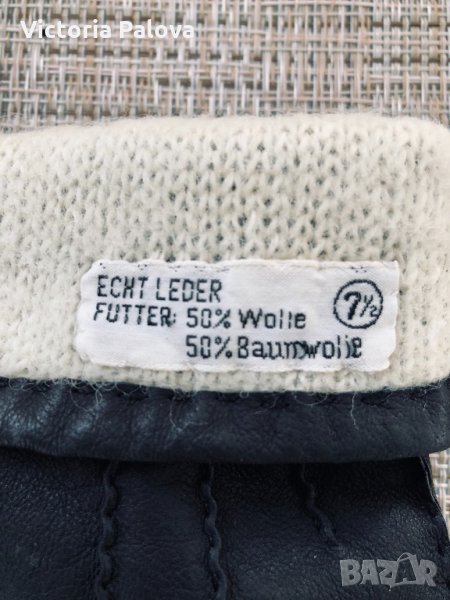 Victoria Palova
ECHT LEDER
FUTTER: 50% Wolle
50% Baumwolle
7½
BAZAR